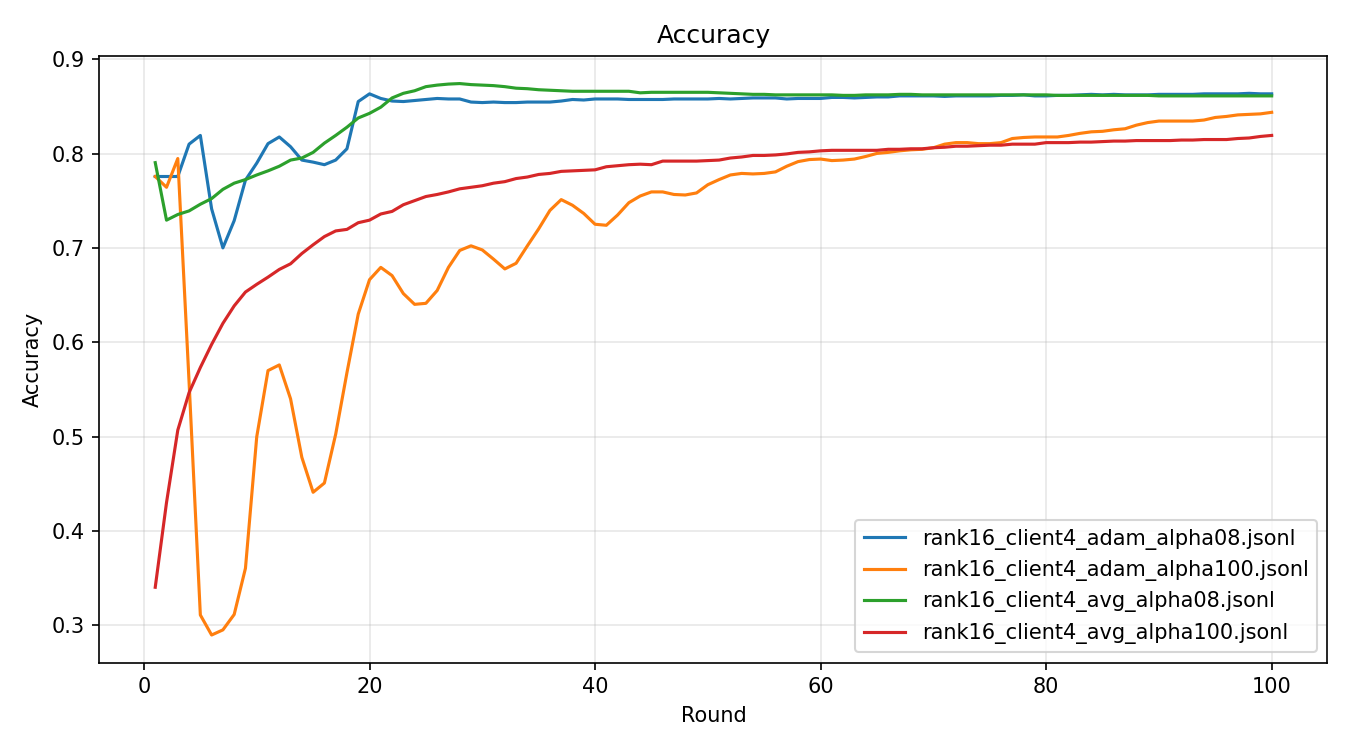 Accuracy
0.9
0.8
0.7
0.6
0.5
0.4
0.3
Accuracy
0
20
40
60
80
100
Round
rank16_client4_adam_alpha08.jsonl
rank16_client4_adam_alpha100.jsonl
rank16_client4_avg_alpha08.jsonl
rank16_client4_avg_alpha100.jsonl